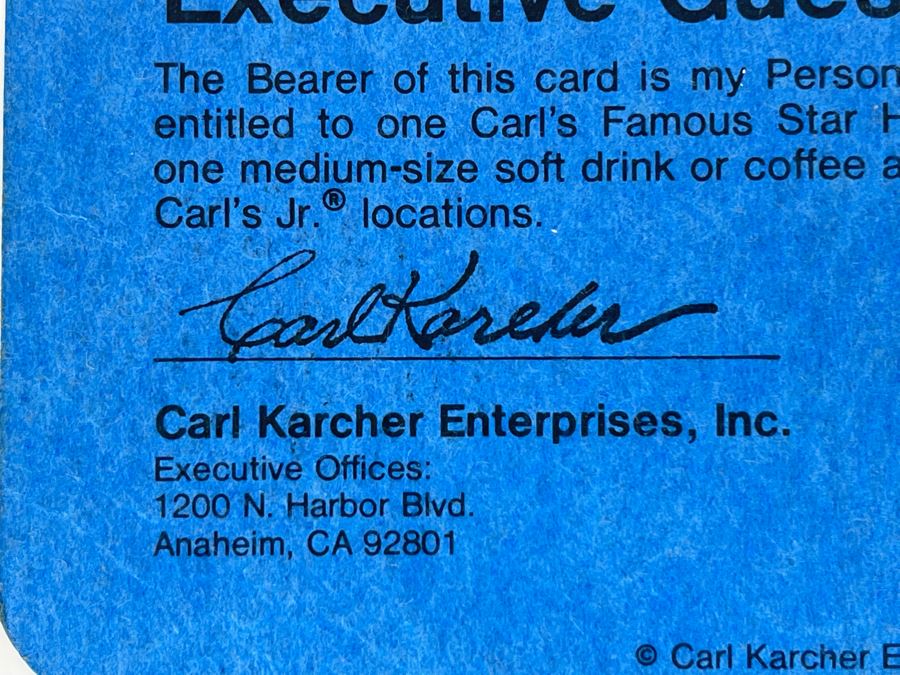 Executive Gues
The Bearer of this card is my Person
entitled to one Carl's Famous Star H
one medium-size soft drink or coffee a
Carl's Jr.® locations.
Carl Karcher
Carl Karcher Enterprises, Inc.
Executive Offices:
1200 N. Harbor Blvd.
Anaheim, CA 92801
© Carl Karcher E